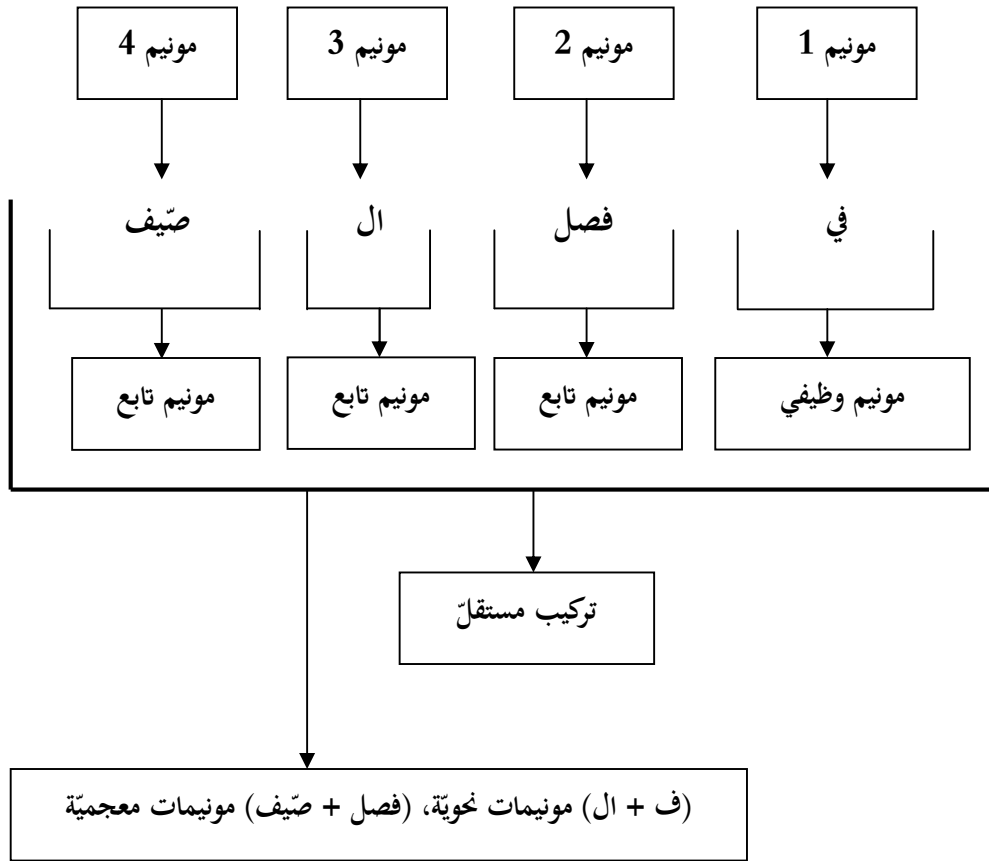 مونيم 1
مونيم 2
مونيم 3
مونيم 4
في
فصل
ال
صّيف
مونيم وظيفي
مونيم تابع
مونيم تابع
مونيم تابع
تركيب مستقلّ
(ف + ال) مونيمات نحويّة، (فصل + صّيف) مونيمات معجميّة